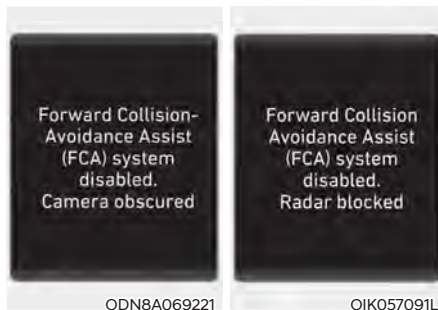 Forward Collision-
Avoidance Assist
(FCA) system
disabled.
Camera obscured
ODN8A069221
Forward Collision
Avoidance Assist
(FCA) system
disabled.
Radar blocked
OIK057091L